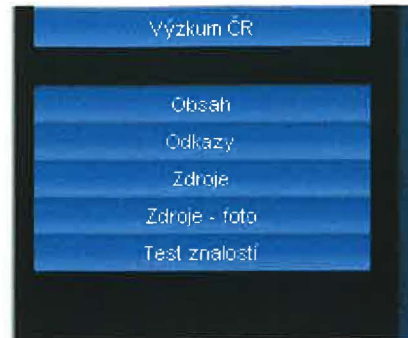 Výzkum ČR
Obsah
Odkazy
Zdroje
Zdroje - foto
Test znalostí